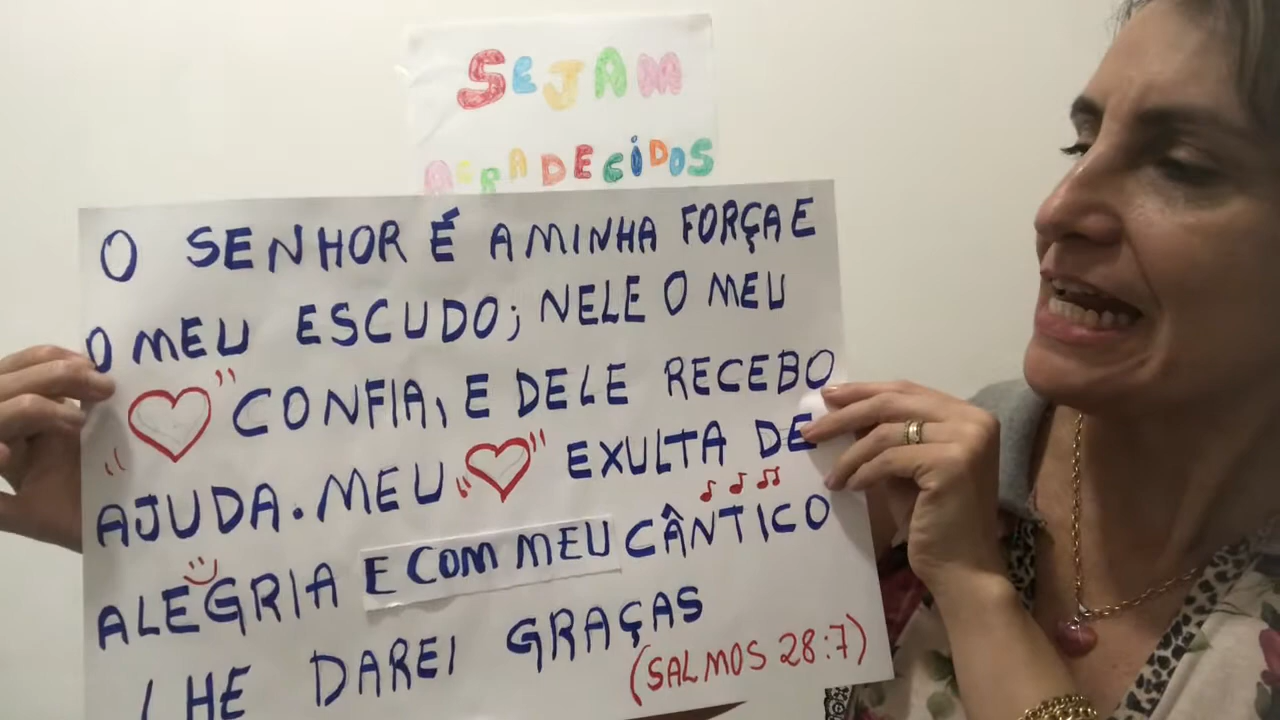 SEJAM
AGRADECIDOS
O SENHOR É A MINHA FORÇA E
O MEU ESCUDO; NELE O MEU
"♡" CONFIA, E DELE RECEBO
AJUDA. MEU "♡" EXULTA DE
ALEGRIA E COM MEU CÂNTICO
LHE DAREI GRAÇAS
(SALMOS 28:7)